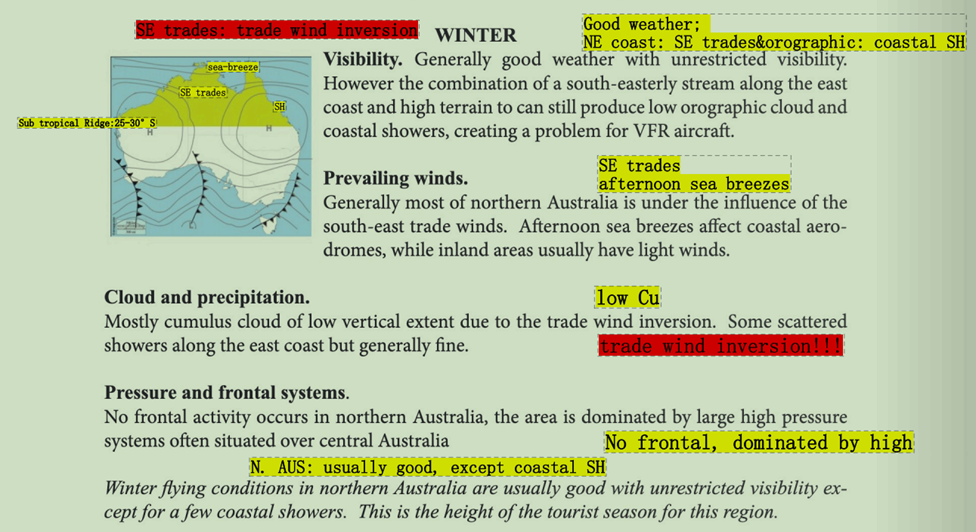 SE trades: trade wind inversion
WINTER
Good weather;
NE coast: SE trades&orographic: coastal SH
Visibility. Generally good weather with unrestricted visibility.
However the combination of a south-easterly stream along the east
coast and high terrain to can still produce low orographic cloud and
coastal showers, creating a problem for VFR aircraft.
sea-breeze
SE trades
SH
Sub tropical Ridge:25-30° S
H
H
SE trades
afternoon sea breezes
Prevailing winds.
Generally most of northern Australia is under the influence of the
south-east trade winds. Afternoon sea breezes affect coastal aero-
dromes, while inland areas usually have light winds.
Cloud and precipitation.
low Cu
Mostly cumulus cloud of low vertical extent due to the trade wind inversion. Some scattered
showers along the east coast but generally fine.
trade wind inversion!!!
Pressure and frontal systems.
No frontal activity occurs in northern Australia, the area is dominated by large high pressure
systems often situated over central Australia
No frontal, dominated by high
N. AUS: usually good, except coastal SH
Winter flying conditions in northern Australia are usually good with unrestricted visibility ex-
cept for a few coastal showers. This is the height of the tourist season for this region.